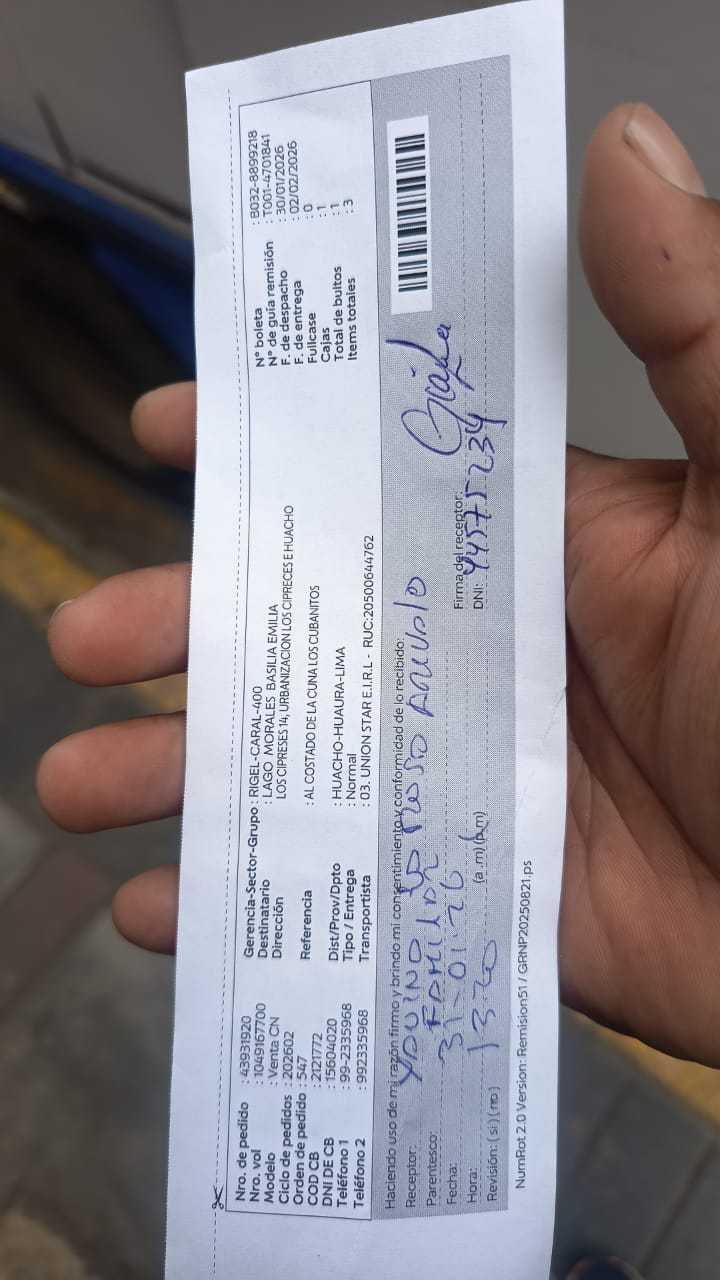 Nro. de pedido : 43931920
Nro. vol : 1049167700
Modelo : Venta CN
Ciclo de pedidos : 202602
Orden de pedido : 547
COD CB : 2121772
DNI DE CB : 15604020
Teléfono 1 : 99-2335968
Teléfono 2 : 992335968
Gerencia-Sector-Grupo : RIGEL-CARAL-400
Destinatario : LAGO MORALES BASILIA EMILIA
Dirección LOS CIPRESES 14, URBANIZACION LOS CIPRECES E HUACHO
Referencia : AL COSTADO DE LA CUNA LOS CUBANITOS
Dist/Prov/Dpto : HUACHO-HUAURA-LIMA
Tipo / Entrega : Normal
Transportista : 03. UNION STAR E.I.R.L - RUC:20500644762
N° boleta : B032-8899218
N° de guía remisión : T001-4701841
F. de despacho : 30/01/2026
F. de entrega : 02/02/2026
Fullcase : 0
Cajas : 1
Total de bultos : 1
Items totales : 3
Haciendo uso de mi razón firmo y brindo mi consentimiento y conformidad de lo recibido:
Receptor:
Parentesco: FAMILIAR
Fecha: 31-01-26
Hora: 13:20 (a .m) (p.m)
Revisión: (si) (no)
Firma del receptor:
DNI: 44575234
NumRot 2.0 Version: Remision51 / GRNP20250821.ps